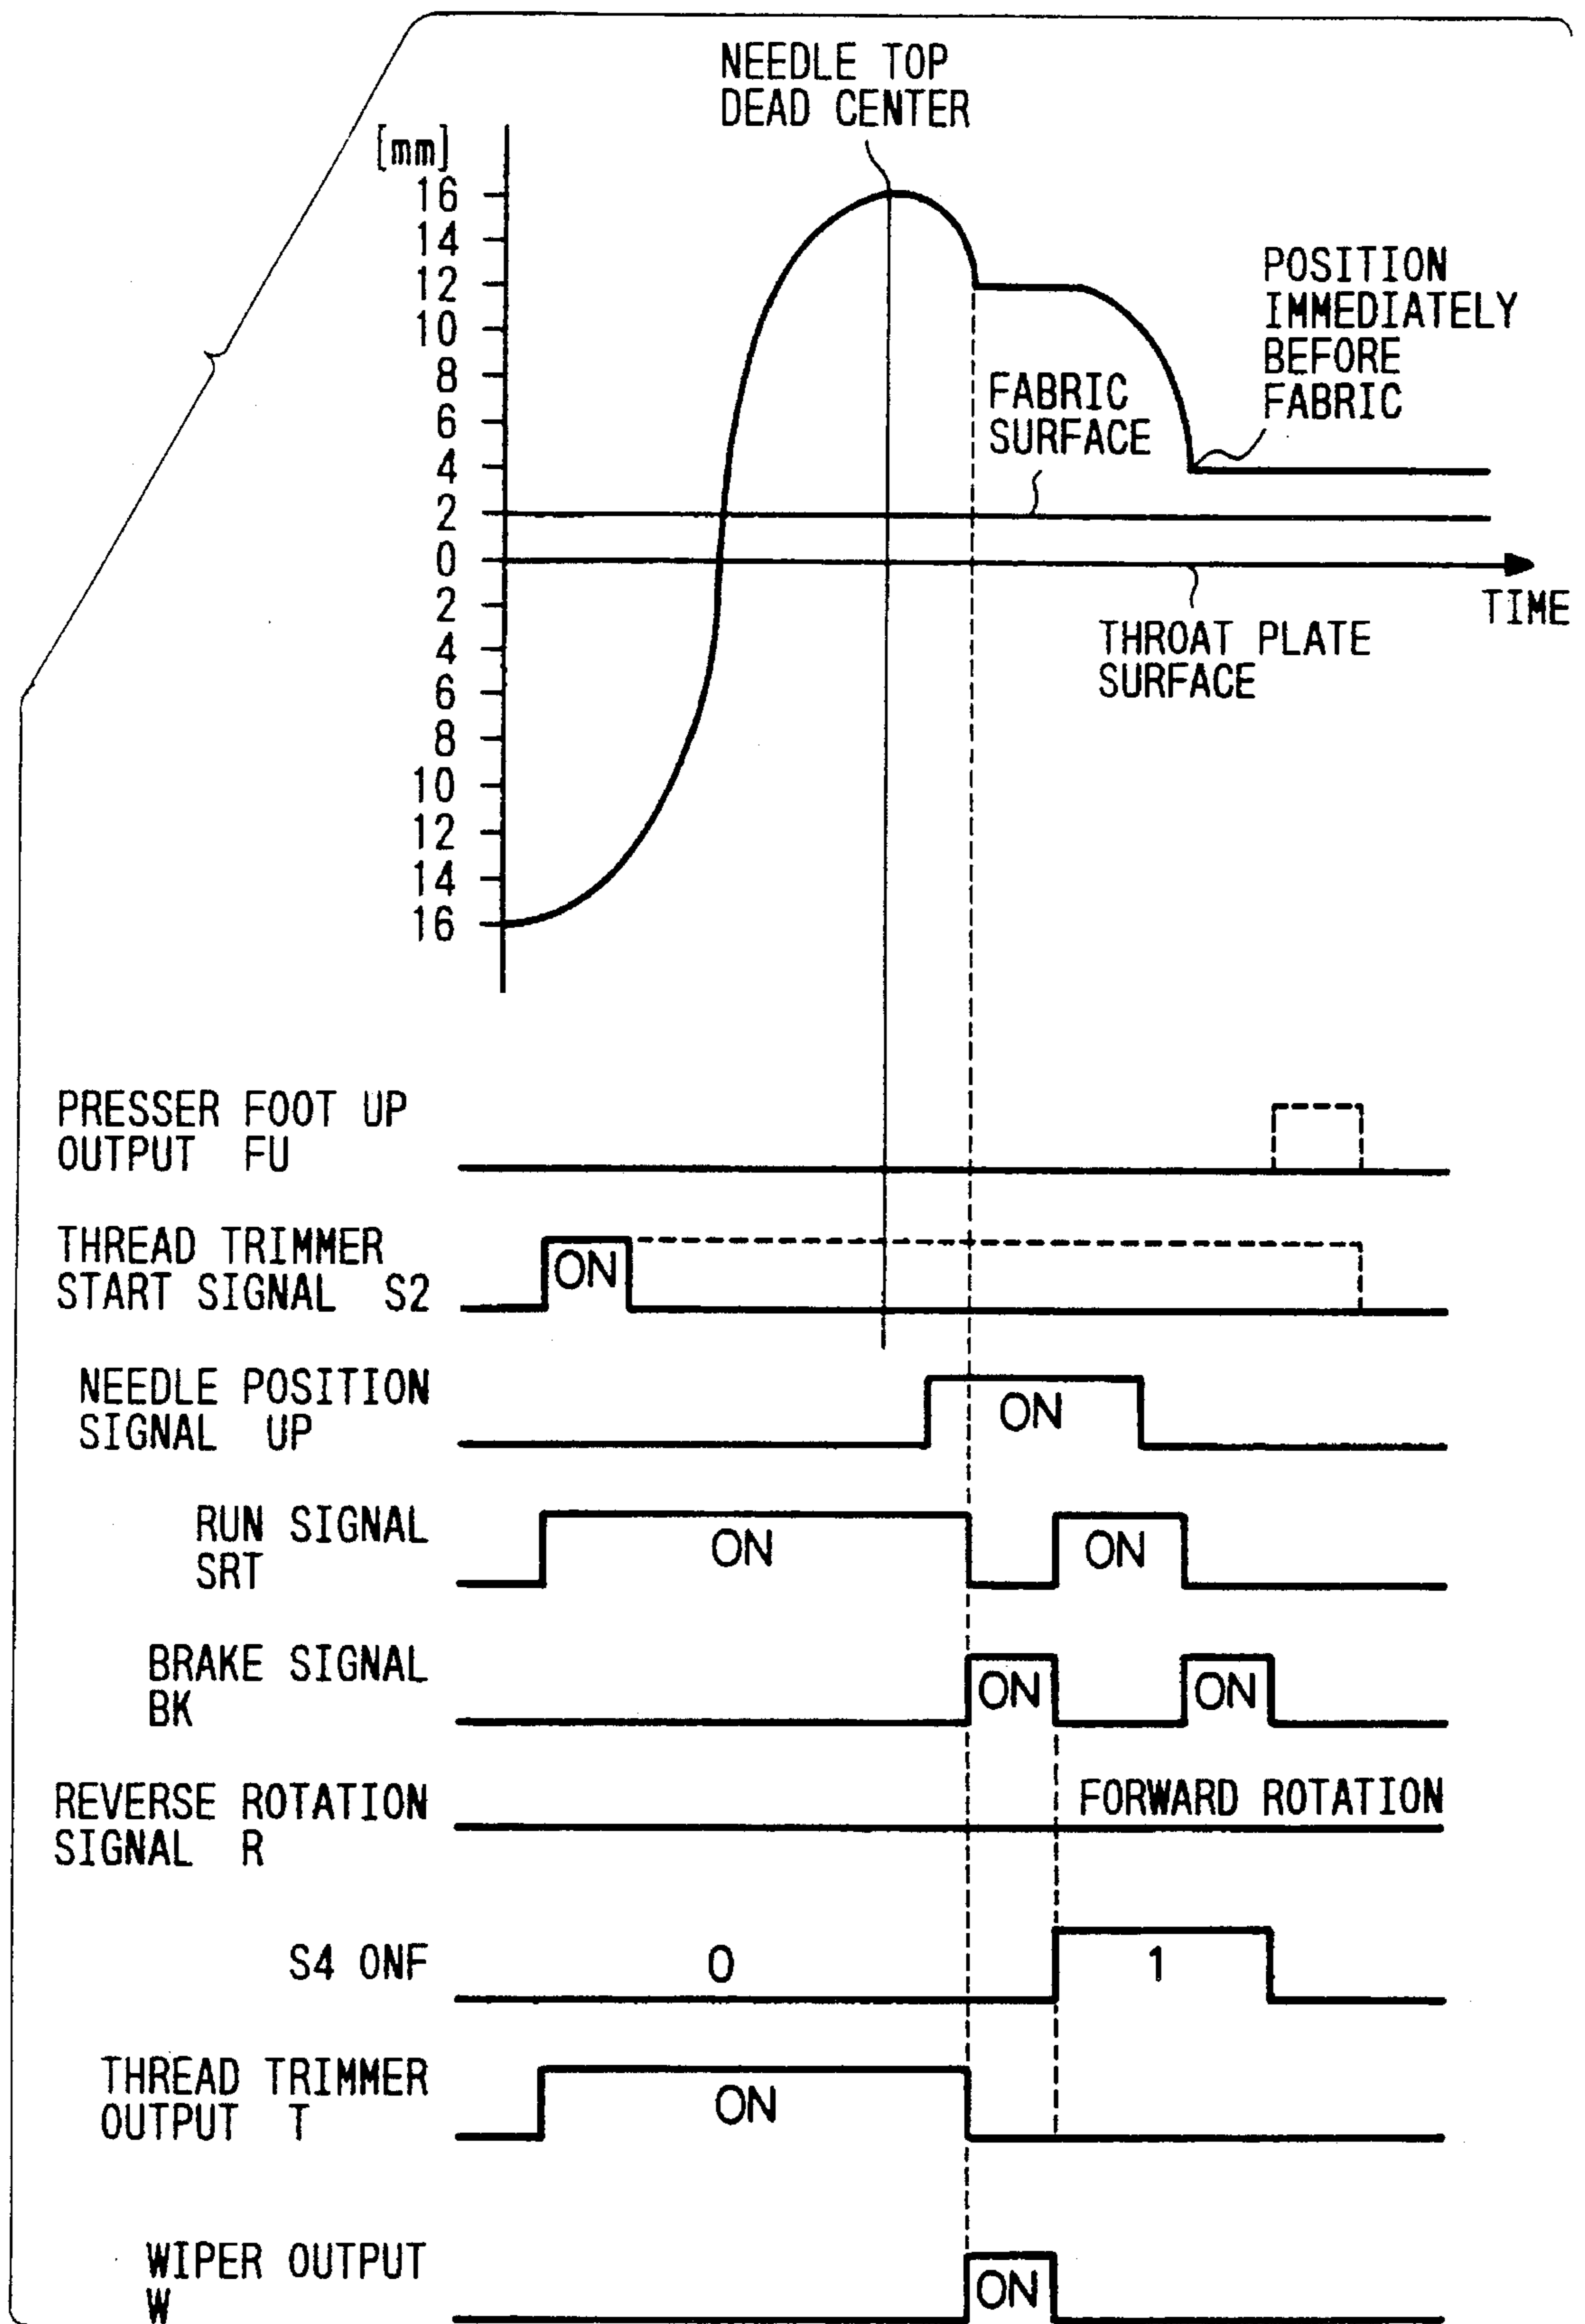 NEEDLE TOP
DEAD CENTER
[mm]
16
14
12
10
8
6
4
2
0
2
4
6
8
10
12
14
16
POSITION
IMMEDIATELY
BEFORE
FABRIC
FABRIC
SURFACE
TIME
THROAT PLATE
SURFACE
PRESSER FOOT UP
OUTPUT FU
THREAD TRIMMER
START SIGNAL S2
ON
NEEDLE POSITION
SIGNAL UP
ON
RUN SIGNAL
SRT
ON
ON
BRAKE SIGNAL
BK
ON
ON
REVERSE ROTATION
SIGNAL R
FORWARD ROTATION
S4 ONF
0
1
THREAD TRIMMER
OUTPUT T
ON
WIPER OUTPUT
W
ON